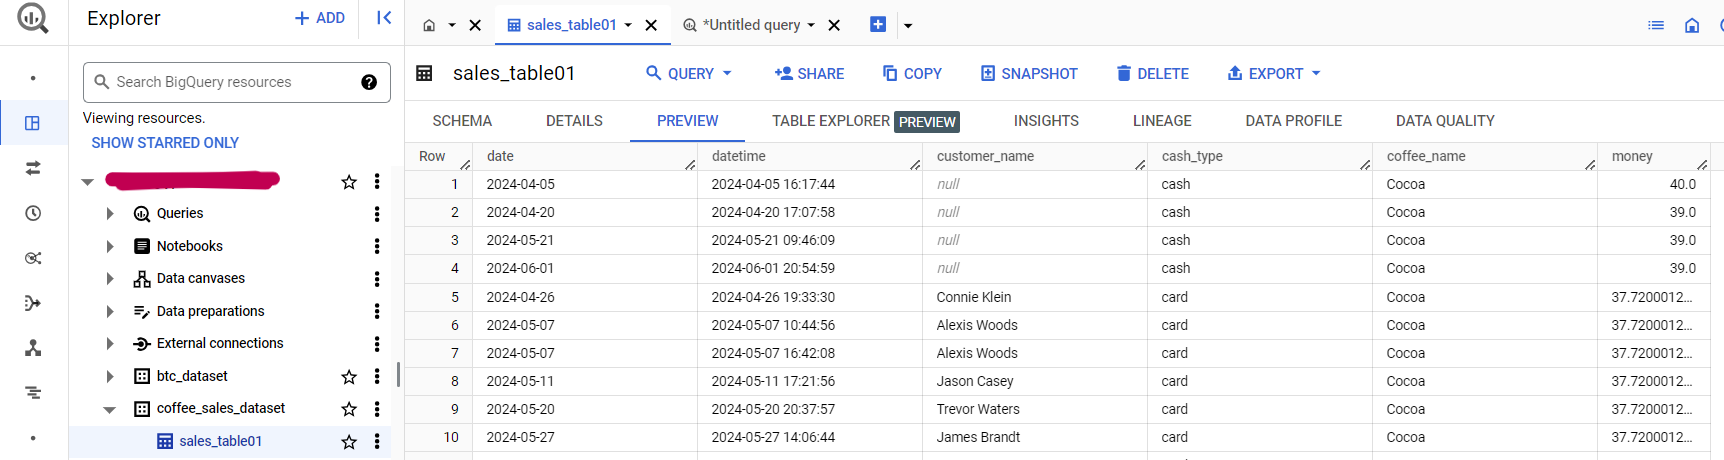 Explorer
+ ADD
Search BigQuery resources
Viewing resources.
SHOW STARRED ONLY
Queries
Notebooks
Data canvases
Data preparations
External connections
btc_dataset
coffee_sales_dataset
sales_table01
sales_table01
*Untitled query
sales_table01
QUERY
SHARE
COPY
SNAPSHOT
DELETE
EXPORT
SCHEMA
DETAILS
PREVIEW
TABLE EXPLORER PREVIEW
INSIGHTS
LINEAGE
DATA PROFILE
DATA QUALITY
Row date datetime customer_name cash_type coffee_name money
1 2024-04-05 2024-04-05 16:17:44 null cash Cocoa 40.0
2 2024-04-20 2024-04-20 17:07:58 null cash Cocoa 39.0
3 2024-05-21 2024-05-21 09:46:09 null cash Cocoa 39.0
4 2024-06-01 2024-06-01 20:54:59 null cash Cocoa 39.0
5 2024-04-26 2024-04-26 19:33:30 Connie Klein card Cocoa 37.7200012...
6 2024-05-07 2024-05-07 10:44:56 Alexis Woods card Cocoa 37.7200012...
7 2024-05-07 2024-05-07 16:42:08 Alexis Woods card Cocoa 37.7200012...
8 2024-05-11 2024-05-11 17:21:56 Jason Casey card Cocoa 37.7200012...
9 2024-05-20 2024-05-20 20:37:57 Trevor Waters card Cocoa 37.7200012...
10 2024-05-27 2024-05-27 14:06:44 James Brandt card Cocoa 37.7200012...